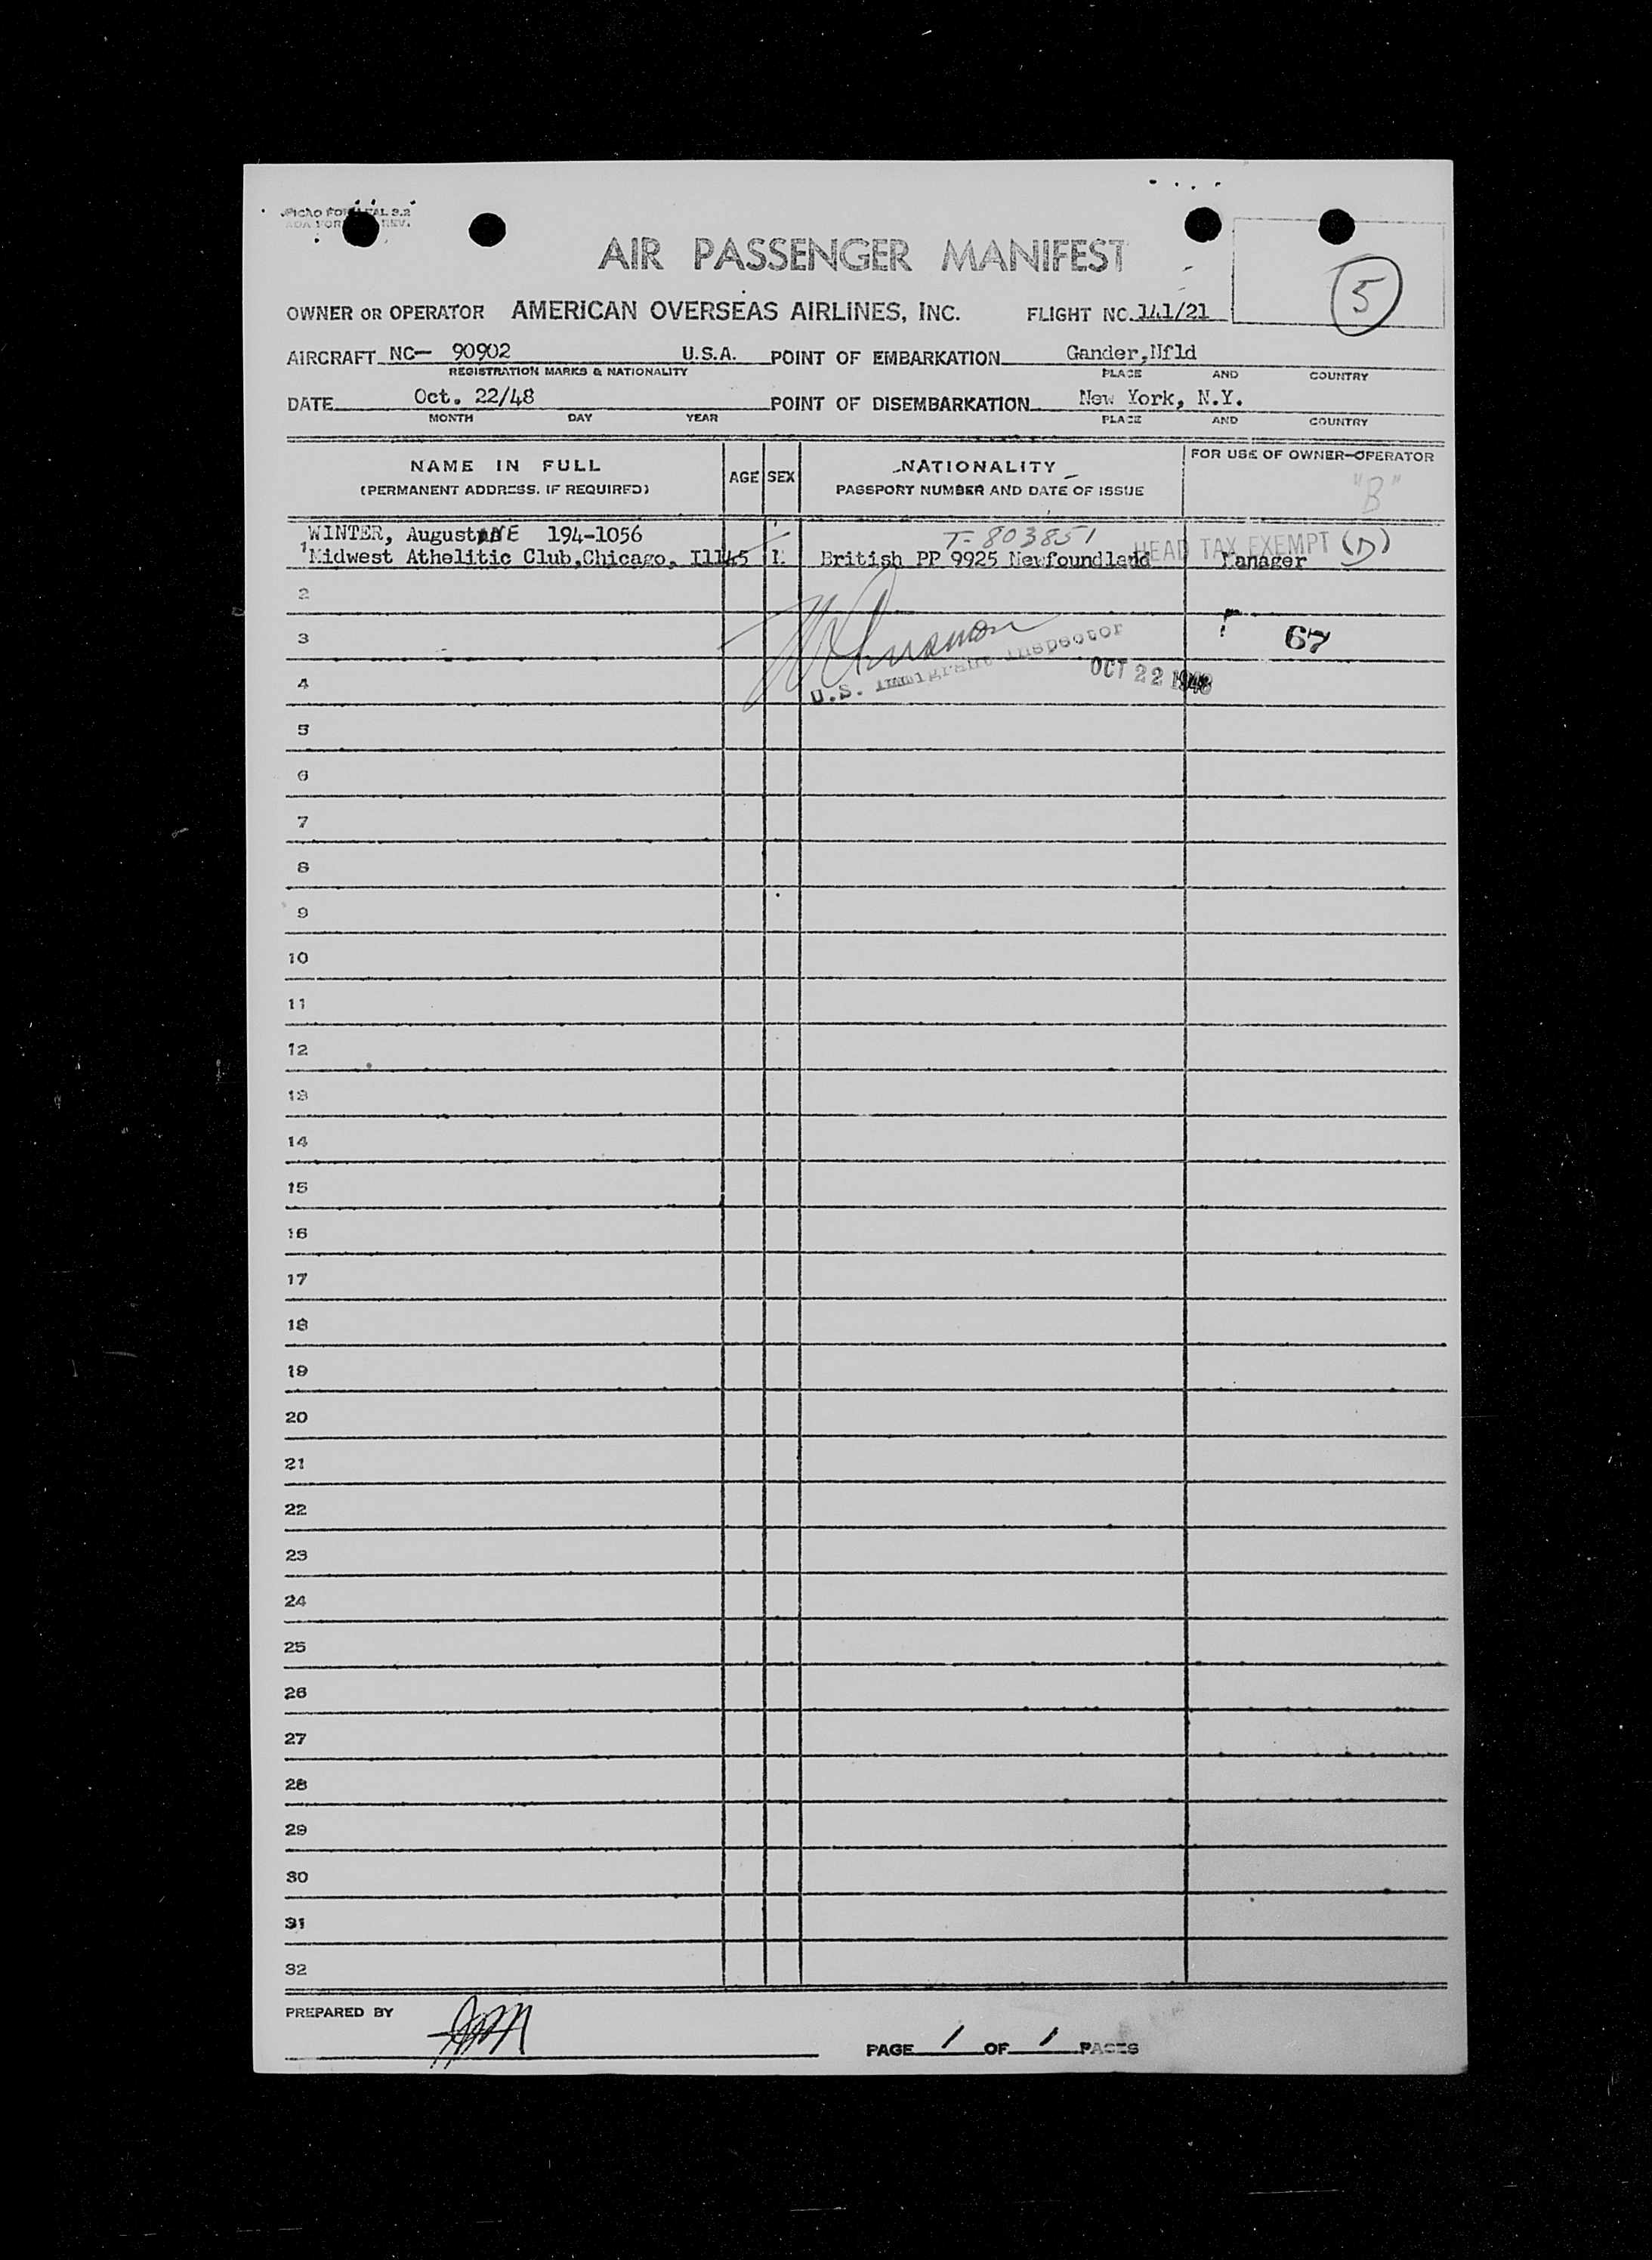 AIR PASSENGER MANIFEST
5
OWNER OR OPERATOR AMERICAN OVERSEAS AIRLINES, INC. FLIGHT NO. 141/21
AIRCRAFT NC— 90902 U.S.A. POINT OF EMBARKATION Gander,Nfld
REGISTRATION MARKS & NATIONALITY PLACE AND COUNTRY
DATE Oct. 22/48 POINT OF DISEMBARKATION New York, N.Y.
MONTH DAY YEAR PLACE AND COUNTRY
NAME IN FULL AGE SEX NATIONALITY FOR USE OF OWNER-OPERATOR
(PERMANENT ADDRESS, IF REQUIRED) PASSPORT NUMBER AND DATE OF ISSUE "B"
WINTER, Augustine 194-1056 T-803851 HEAD TAX EXEMPT (D)
1 Midwest Athelitic Club,Chicago, Ill 45 M British PP 9925 Newfoundland Manager
2
3 67
U.S. Immigrant Inspector
4 OCT 22 1948
5
6
7
8
9
10
11
12
13
14
15
16
17
18
19
20
21
22
23
24
25
26
27
28
29
30
31
32
PREPARED BY
PAGE 1 OF 1 PAGES